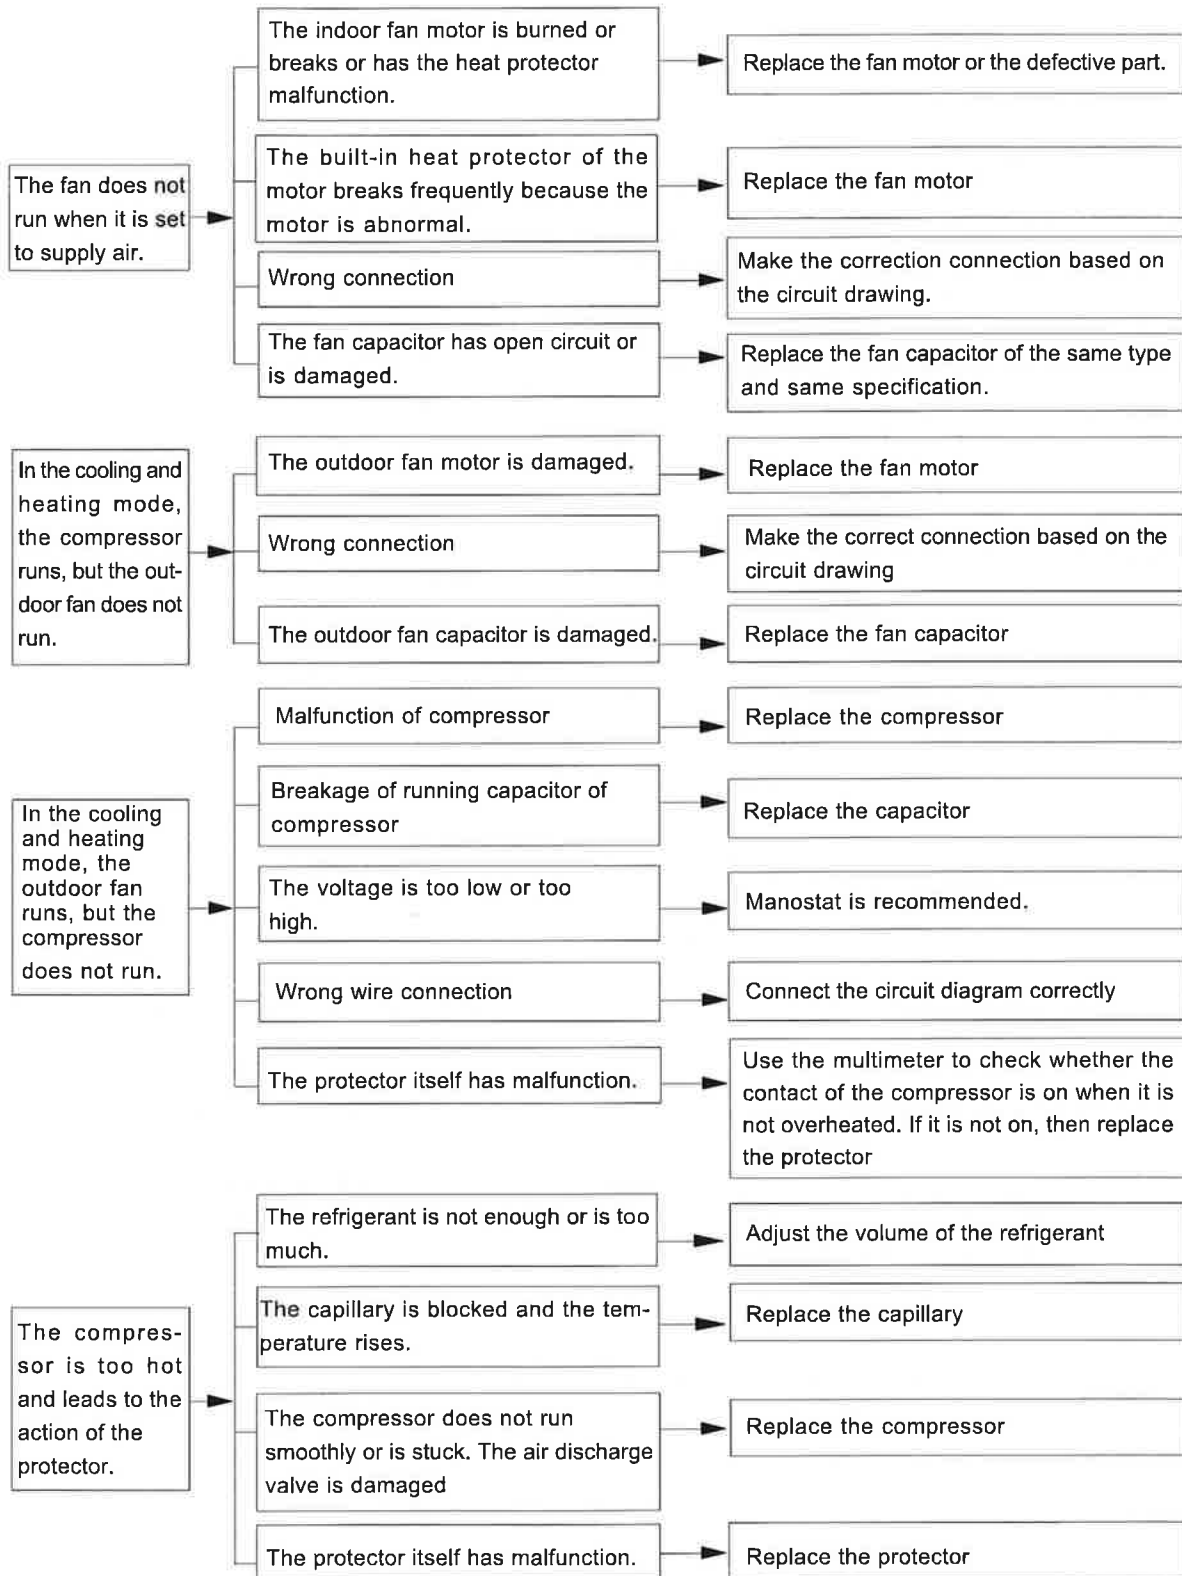 The indoor fan motor is burned or
breaks or has the heat protector
malfunction.
Replace the fan motor or the defective part.
The fan does not
run when it is set
to supply air.
The built-in heat protector of the
motor breaks frequently because the
motor is abnormal.
Replace the fan motor
Wrong connection
Make the correction connection based on
the circuit drawing.
The fan capacitor has open circuit or
is damaged.
Replace the fan capacitor of the same type
and same specification.
In the cooling and
heating mode,
the compressor
runs, but the out-
door fan does not
run.
The outdoor fan motor is damaged.
Replace the fan motor
Wrong connection
Make the correct connection based on the
circuit drawing
The outdoor fan capacitor is damaged.
Replace the fan capacitor
In the cooling
and heating
mode, the
outdoor fan
runs, but the
compressor
does not run.
Malfunction of compressor
Replace the compressor
Breakage of running capacitor of
compressor
Replace the capacitor
The voltage is too low or too
high.
Manostat is recommended.
Wrong wire connection
Connect the circuit diagram correctly
The protector itself has malfunction.
Use the multimeter to check whether the
contact of the compressor is on when it is
not overheated. If it is not on, then replace
the protector
The compres-
sor is too hot
and leads to the
action of the
protector.
The refrigerant is not enough or is too
much.
Adjust the volume of the refrigerant
The capillary is blocked and the tem-
perature rises.
Replace the capillary
The compressor does not run
smoothly or is stuck. The air discharge
valve is damaged
Replace the compressor
The protector itself has malfunction.
Replace the protector